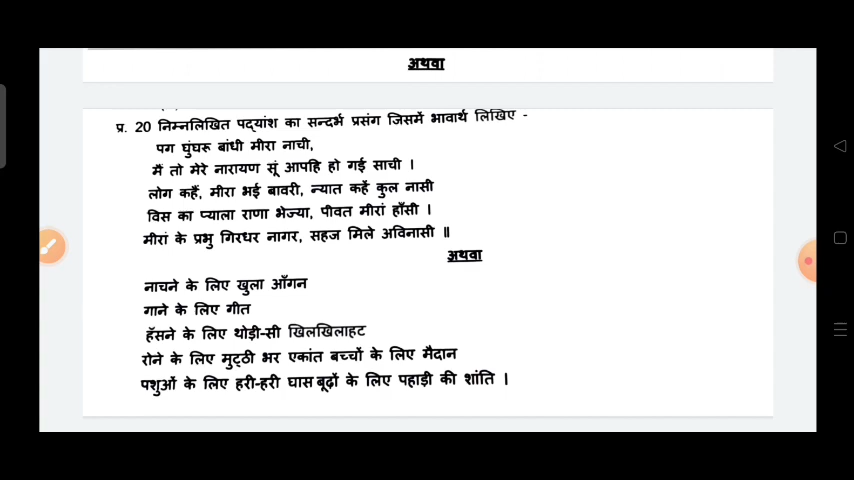 अथवा
प्र. 20 निम्नलिखित पद्यांश का सन्दर्भ प्रसंग जिसमें भावार्थ लिखिए -
पग घुंघरू बांधी मीरा नाची,
मैं तो मेरे नारायण सूं आपहि हो गई साची ।
लोग कहैं, मीरा भई बावरी, न्यात कहैं कुल नासी
विस का प्याला राणा भेज्या, पीवत मीरां हाँसी ।
मीरां के प्रभु गिरधर नागर, सहज मिले अविनासी ॥
अथवा
नाचने के लिए खुला आँगन
गाने के लिए गीत
हँसने के लिए थोड़ी-सी खिलखिलाहट
रोने के लिए मुट्ठी भर एकांत बच्चों के लिए मैदान
पशुओं के लिए हरी-हरी घास बूढ़ों के लिए पहाड़ी की शांति ।